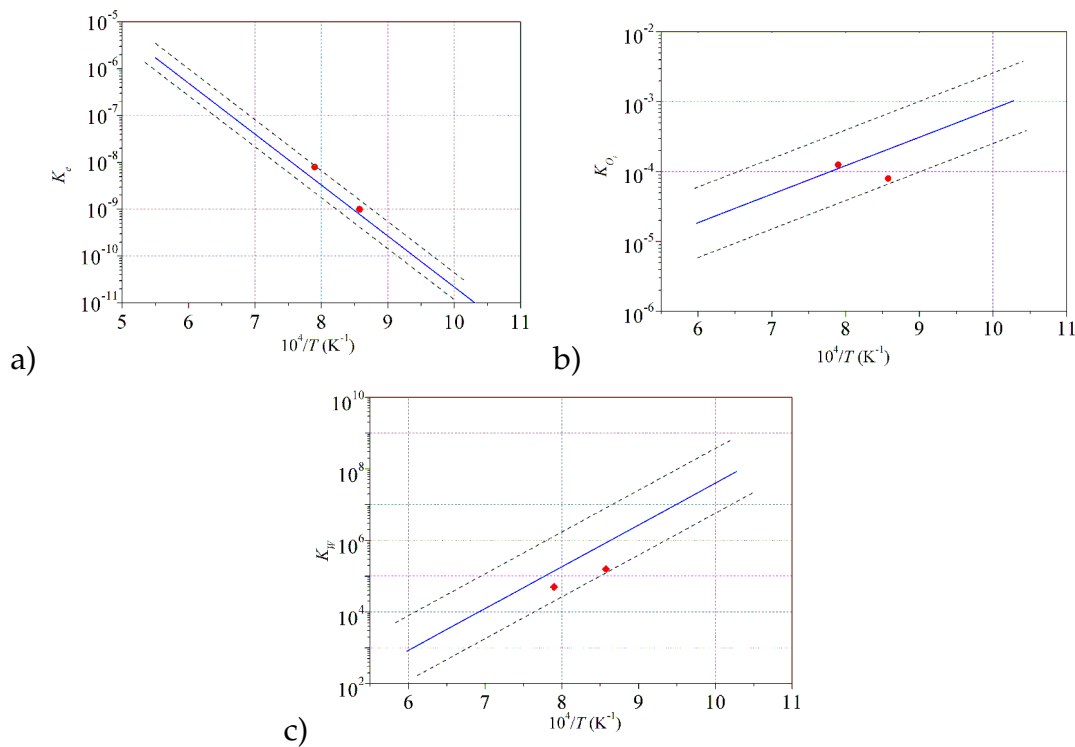 10^-5
10^-6
10^-7
10^-8
10^-9
10^-10
10^-11
K_e
5 6 7 8 9 10 11
10^4/T (K^-1)
a)
10^-2
10^-3
10^-4
10^-5
10^-6
K_{O_i}
6 7 8 9 10 11
10^4/T (K^-1)
b)
10^10
10^8
10^6
10^4
10^2
K_W
6 7 8 9 10 11
10^4/T (K^-1)
c)